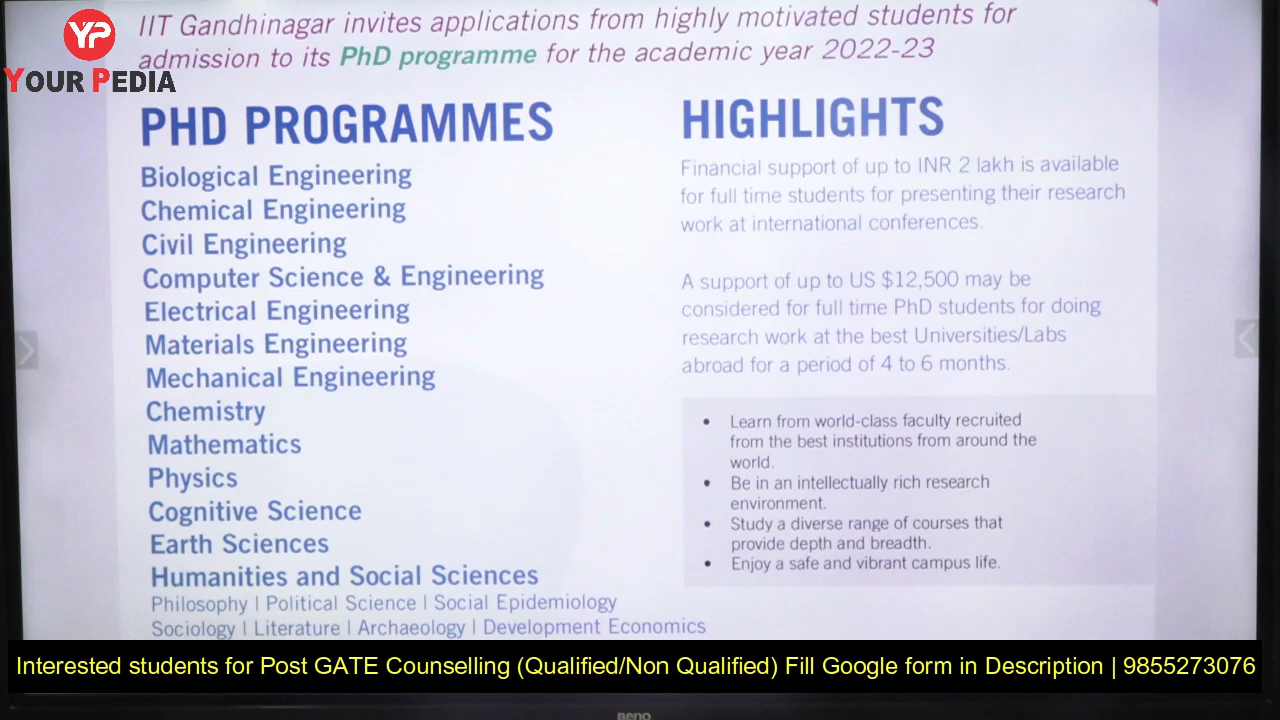 IIT Gandhinagar invites applications from highly motivated students for
admission to its PhD programme for the academic year 2022-23
YP
YOUR PEDIA
PHD PROGRAMMES
Biological Engineering
Chemical Engineering
Civil Engineering
Computer Science & Engineering
Electrical Engineering
Materials Engineering
Mechanical Engineering
Chemistry
Mathematics
Physics
Cognitive Science
Earth Sciences
Humanities and Social Sciences
Philosophy | Political Science | Social Epidemiology
Sociology | Literature | Archaeology | Development Economics
HIGHLIGHTS
Financial support of up to INR 2 lakh is available
for full time students for presenting their research
work at international conferences.
A support of up to US $12,500 may be
considered for full time PhD students for doing
research work at the best Universities/Labs
abroad for a period of 4 to 6 months.
• Learn from world-class faculty recruited
from the best institutions from around the
world.
• Be in an intellectually rich research
environment.
• Study a diverse range of courses that
provide depth and breadth.
• Enjoy a safe and vibrant campus life.
Interested students for Post GATE Counselling (Qualified/Non Qualified) Fill Google form in Description | 9855273076
BenQ